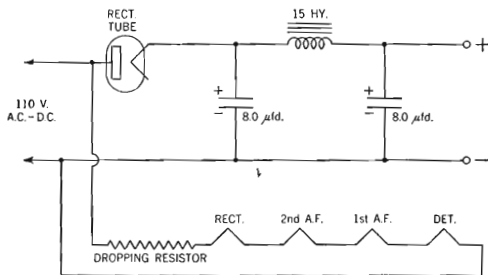 RECT.
TUBE
15 HY.
+
110 V.
A.C.-D.C.
+
-
8.0 µfd.
+
-
8.0 µfd.
-
RECT.
2nd A.F.
1st A.F.
DET.
DROPPING RESISTOR